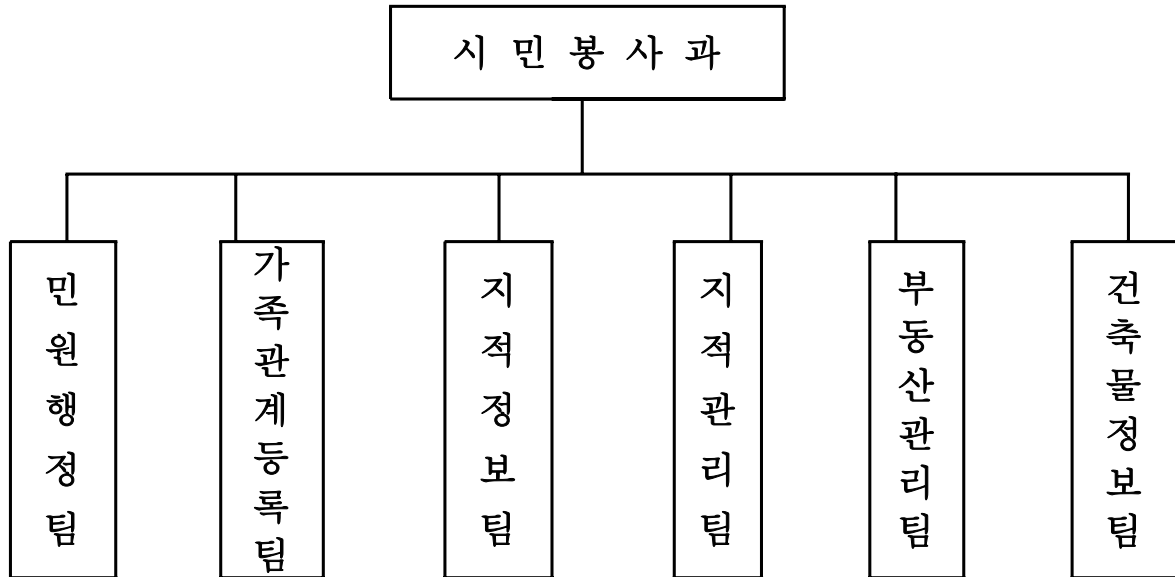 시 민 봉 사 과
민원행정팀
가족관계등록팀
지적정보팀
지적관리팀
부동산관리팀
건축물정보팀